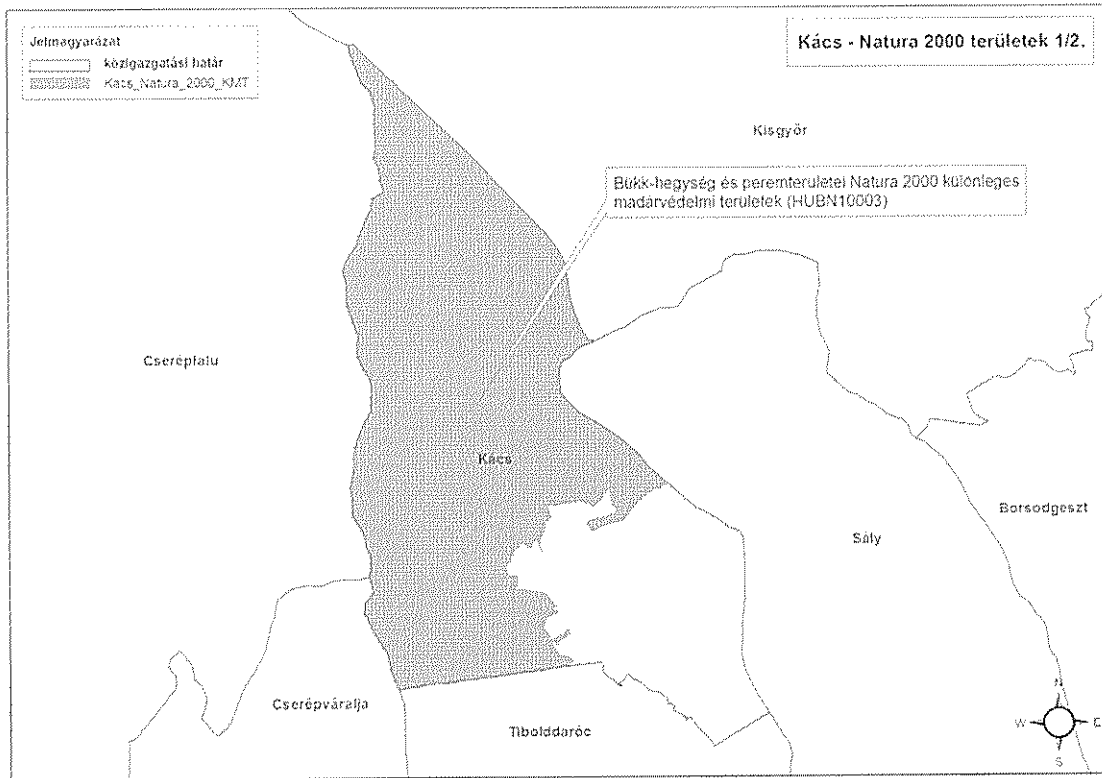 Jelmagyarázat
közigazgatási határ
Kacs_Natura_2000_KMT
Kács - Natura 2000 területek 1/2.
Kisgyőr
Bükk-hegység és peremterületei Natura 2000 különleges
madárvédelmi területek (HUBN10003)
Cserépfalu
Kács
Borsodgeszt
Sály
Cserépváralja
Tibolddaróc
N
W
E
S